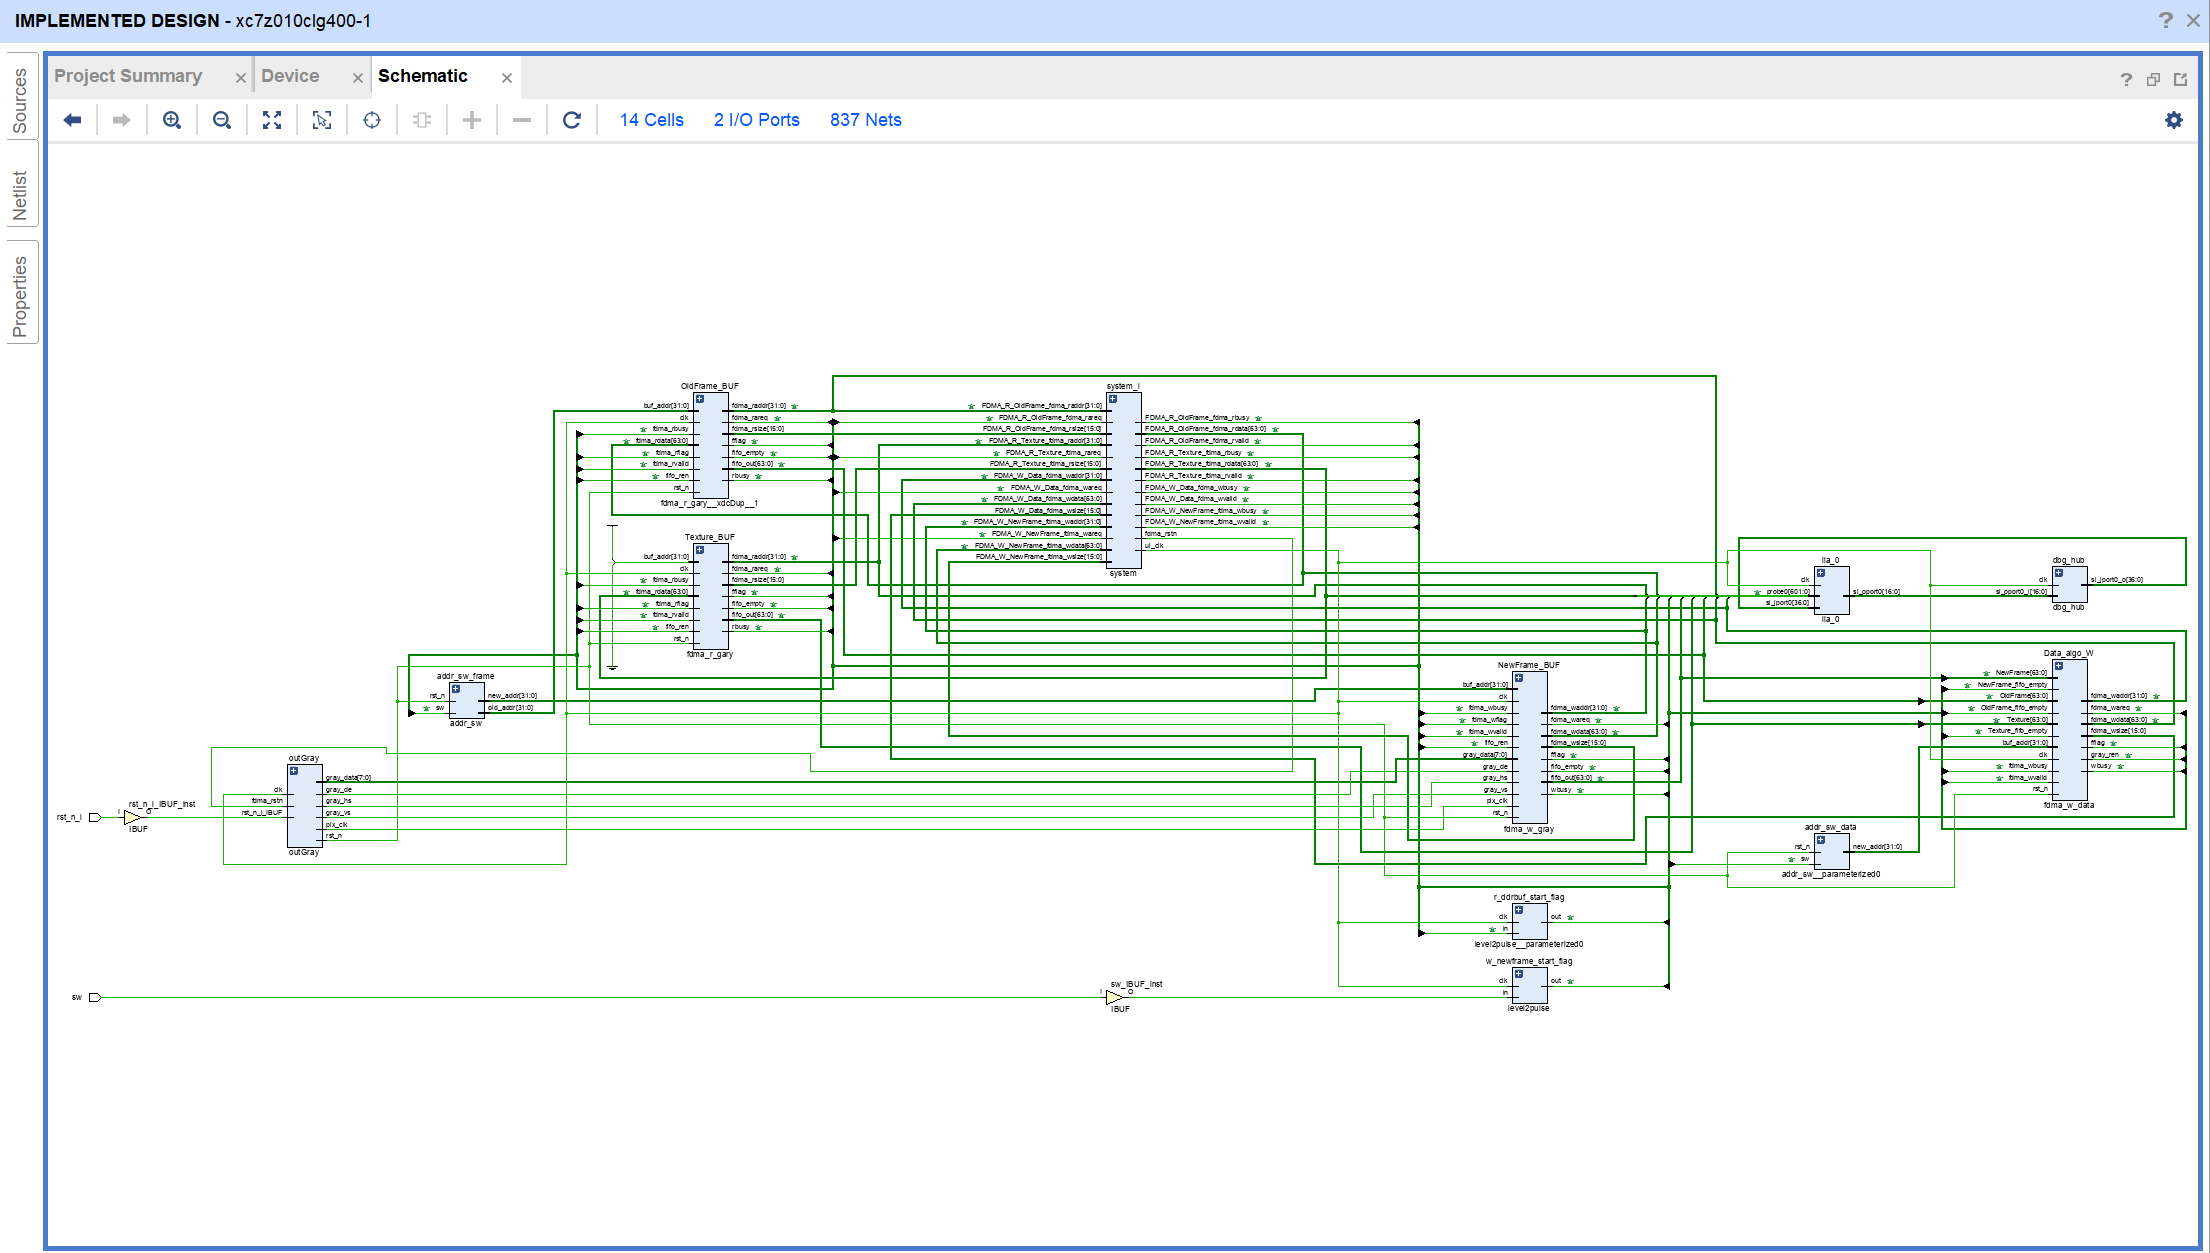 IMPLEMENTED DESIGN - xc7z010clg400-1
Sources
Netlist
Properties
Project Summary
Device
Schematic
14 Cells
2 I/O Ports
837 Nets
OldFrame_BUF
buf_addr[31:0]
clk
fdma_rbusy
fdma_rdata[63:0]
fdma_rflag
fdma_rvalid
fifo_ren
rst_n
fdma_raddr[31:0]
fdma_rareq
fdma_rsize[15:0]
fflag
fifo_empty
fifo_out[63:0]
rbusy
fdma_r_gary__xdcDup__1
Texture_BUF
buf_addr[31:0]
clk
fdma_rbusy
fdma_rdata[63:0]
fdma_rflag
fdma_rvalid
fifo_ren
rst_n
fdma_raddr[31:0]
fdma_rareq
fdma_rsize[15:0]
fflag
fifo_empty
fifo_out[63:0]
rbusy
fdma_r_gary
system_i
FDMA_R_OldFrame_fdma_raddr[31:0]
FDMA_R_OldFrame_fdma_rareq
FDMA_R_OldFrame_fdma_rsize[15:0]
FDMA_R_Texture_fdma_raddr[31:0]
FDMA_R_Texture_fdma_rareq
FDMA_R_Texture_fdma_rsize[15:0]
FDMA_W_Data_fdma_waddr[31:0]
FDMA_W_Data_fdma_wareq
FDMA_W_Data_fdma_wdata[63:0]
FDMA_W_Data_fdma_wsize[15:0]
FDMA_W_NewFrame_fdma_waddr[31:0]
FDMA_W_NewFrame_fdma_wareq
FDMA_W_NewFrame_fdma_wdata[63:0]
FDMA_W_NewFrame_fdma_wsize[15:0]
FDMA_R_OldFrame_fdma_rbusy
FDMA_R_OldFrame_fdma_rdata[63:0]
FDMA_R_OldFrame_fdma_rvalid
FDMA_R_Texture_fdma_rbusy
FDMA_R_Texture_fdma_rdata[63:0]
FDMA_R_Texture_fdma_rvalid
FDMA_W_Data_fdma_wbusy
FDMA_W_Data_fdma_wvalid
FDMA_W_NewFrame_fdma_wbusy
FDMA_W_NewFrame_fdma_wvalid
fdma_rstn
ui_clk
system
ila_0
clk
probe0[601:0]
sl_iport0[36:0]
sl_oport0[16:0]
ila_0
dbg_hub
clk
sl_oport0_i[16:0]
sl_iport0_o[36:0]
dbg_hub
addr_sw_frame
rst_n
sw
new_addr[31:0]
old_addr[31:0]
addr_sw
NewFrame_BUF
buf_addr[31:0]
clk
fdma_wbusy
fdma_wflag
fdma_wvalid
fifo_ren
gray_data[7:0]
gray_de
gray_hs
gray_vs
pix_clk
rst_n
fdma_waddr[31:0]
fdma_wareq
fdma_wdata[63:0]
fdma_wsize[15:0]
fflag
fifo_empty
fifo_out[63:0]
wbusy
fdma_w_gray
Data_algo_W
NewFrame[63:0]
NewFrame_fifo_empty
OldFrame[63:0]
OldFrame_fifo_empty
Texture[63:0]
Texture_fifo_empty
buf_addr[31:0]
clk
fdma_wbusy
fdma_wvalid
rst_n
fdma_waddr[31:0]
fdma_wareq
fdma_wdata[63:0]
fdma_wsize[15:0]
fflag
gray_ren
wbusy
fdma_w_data
outGray
clk
fdma_rstn
rst_n_i_IBUF
gray_data[7:0]
gray_de
gray_hs
gray_vs
pix_clk
rst_n
outGray
rst_n_i
rst_n_i_IBUF_inst
I
O
IBUF
addr_sw_data
rst_n
sw
new_addr[31:0]
addr_sw__parameterized0
r_ddrbuf_start_flag
clk
in
out
level2pulse__parameterized0
w_newframe_start_flag
clk
in
out
level2pulse
sw
sw_IBUF_inst
I
O
IBUF